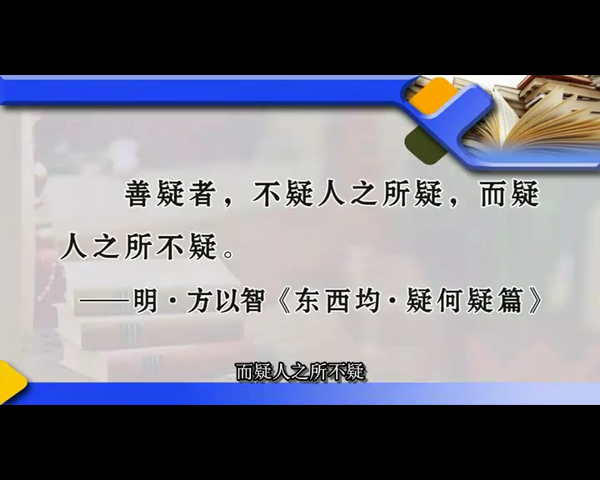 善疑者，不疑人之所疑，而疑
人之所不疑。
——明·方以智《东西均·疑何疑篇》
而疑人之所不疑